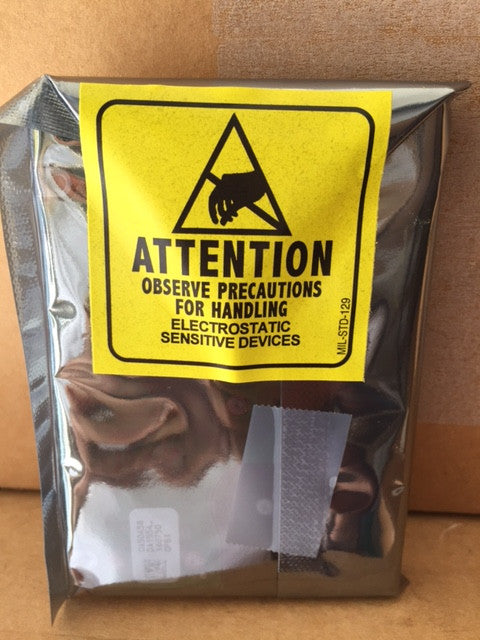 ATTENTION
OBSERVE PRECAUTIONS
FOR HANDLING
ELECTROSTATIC
SENSITIVE DEVICES
MIL-STD-129